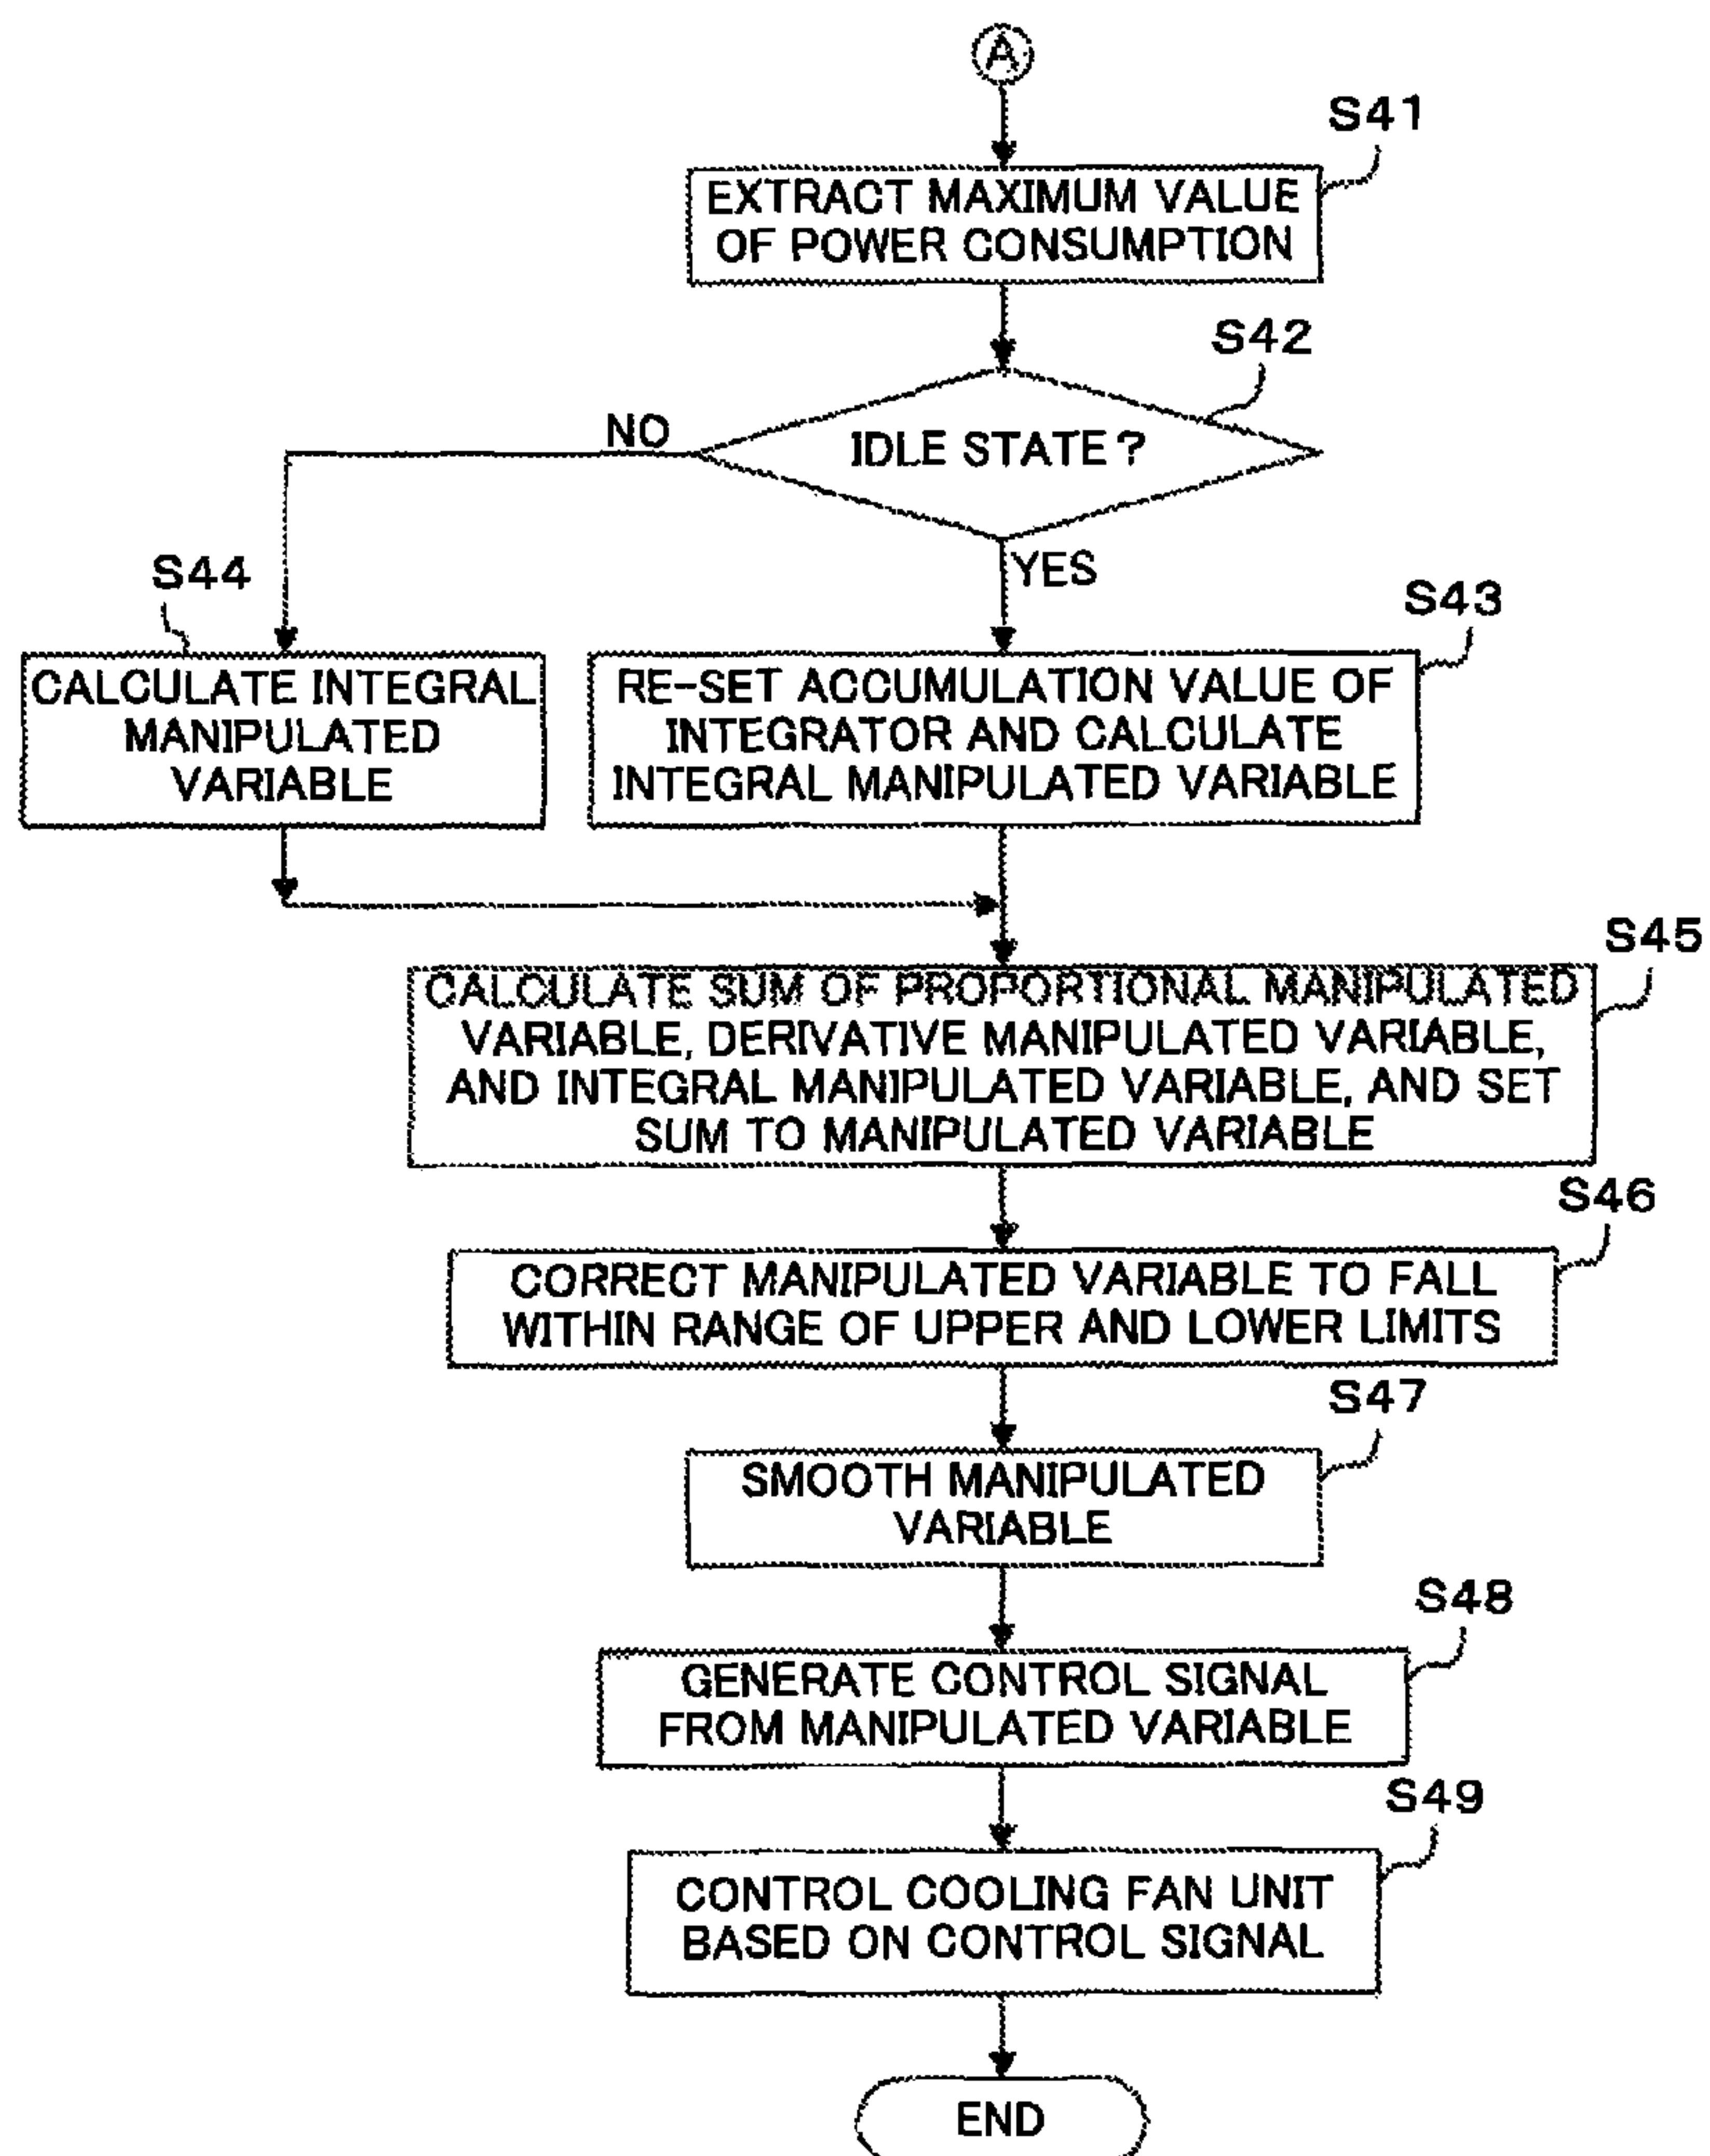 A
S41
EXTRACT MAXIMUM VALUE
OF POWER CONSUMPTION
S42
IDLE STATE?
NO
YES
S44
CALCULATE INTEGRAL
MANIPULATED
VARIABLE
S43
RE-SET ACCUMULATION VALUE OF
INTEGRATOR AND CALCULATE
INTEGRAL MANIPULATED VARIABLE
S45
CALCULATE SUM OF PROPORTIONAL MANIPULATED
VARIABLE, DERIVATIVE MANIPULATED VARIABLE,
AND INTEGRAL MANIPULATED VARIABLE, AND SET
SUM TO MANIPULATED VARIABLE
S46
CORRECT MANIPULATED VARIABLE TO FALL
WITHIN RANGE OF UPPER AND LOWER LIMITS
S47
SMOOTH MANIPULATED
VARIABLE
S48
GENERATE CONTROL SIGNAL
FROM MANIPULATED VARIABLE
S49
CONTROL COOLING FAN UNIT
BASED ON CONTROL SIGNAL
END